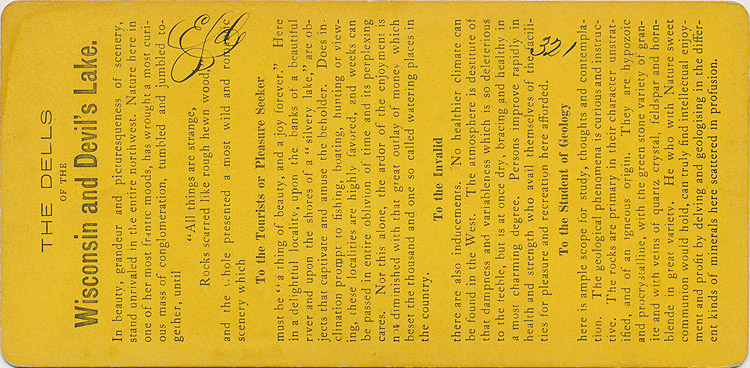 THE DELLS
OF THE
Wisconsin and Devil's Lake.
In beauty, grandeur and picturesqueness of scenery,
stand unrivaled in the entire northwest. Nature here in
one of her most frantic moods, has wrought a most curi-
ous mass of conglomeration, tumbled and jumbled to-
gether, until
"All things are strange,
Rocks scarred like rough hewn wood,"
and the whole presented a most wild and romantic
scenery which
To the Tourists or Pleasure Seeker
must be "a thing of beauty, and a joy forever." Here
in a delightful locality, upon the banks of a beautiful
river and upon the shores of a "silvery lake," are ob-
jects that captivate and amuse the beholder. Does in-
clination prompt to fishing, boating, hunting or view-
ing, these localities are highly favored, and weeks can
be passed in entire oblivion of time and its perplexing
cares. Nor this alone, the ardor of the enjoyment is
not diminished with that great outlay of money which
beset the thousand and one so called watering places in
the country.
To the Invalid
there are also inducements. No healthier climate can
be found in the West. The atmosphere is destitute of
that dampness and variableness which is so deleterious
to the feeble, but is at once dry, bracing and healthy in
a most charming degree. Persons improve rapidly in
health and strength who avail themselves of the facili-
ties for pleasure and recreation here afforded.
321
To the Student of Geology
here is ample scope for study, thoughts and contempla-
tion. The geological phenomena is curious and instruc-
tive. The rocks are primary in their character unstrat-
ified, and of an igneous origin. They are hypozoic
and procrystalline, with the green stone variety of gran-
ite and with veins of quartz crystal, feldspar and horn-
blende in great variety. He who with Nature sweet
communion would hold, can truly find intellectual enjoy-
ment and profit by delving and geologising in the differ-
ent kinds of minerals here scattered in profusion.